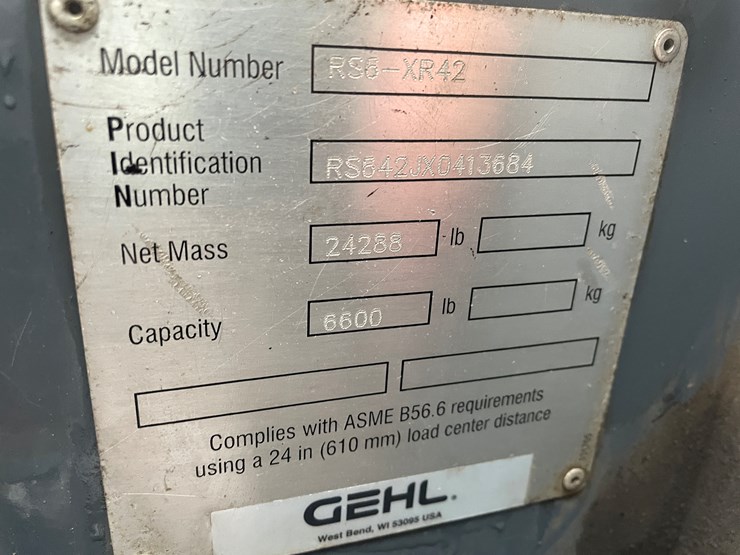 Model Number RS6-XR42
Product
Identification
Number RS642JX0413684
Net Mass 24288 lb kg
Capacity 6600 lb kg
Complies with ASME B56.6 requirements
using a 24 in (610 mm) load center distance
GEHL®
West Bend, WI 53095 USA